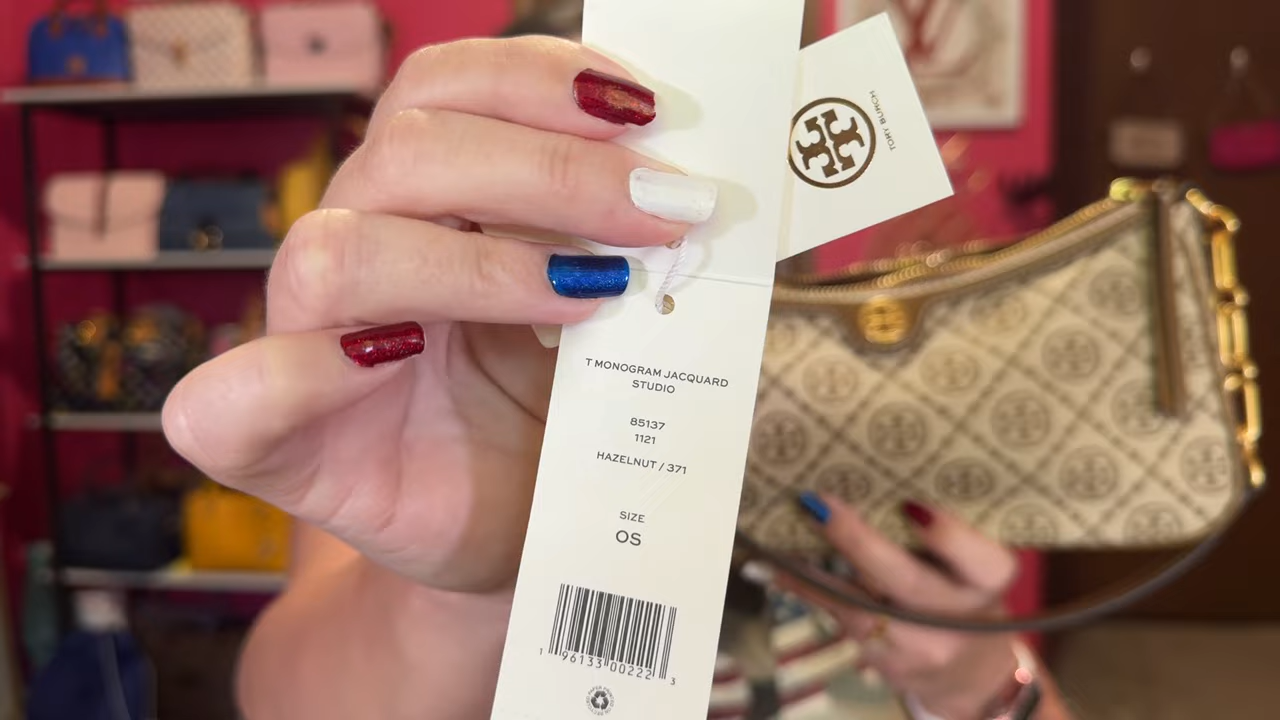 TORY BURCH
T MONOGRAM JACQUARD
STUDIO
85137
1121
HAZELNUT / 371
SIZE
OS
1 96133 00222 3